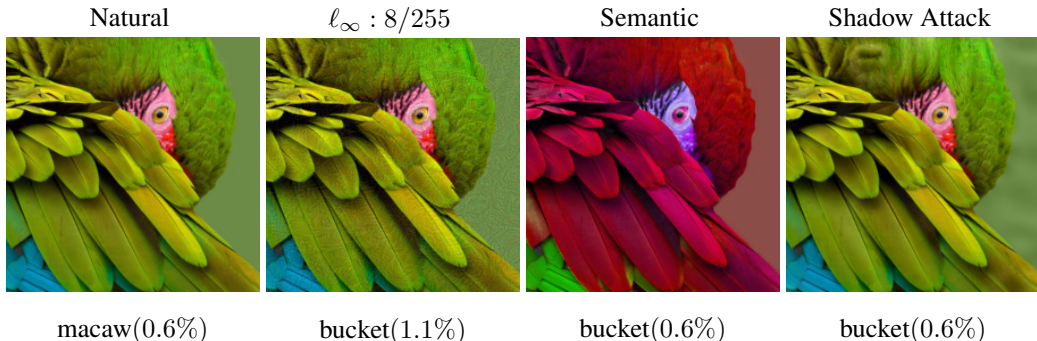 Natural
ℓ∞ : 8/255
Semantic
Shadow Attack
macaw(0.6%)
bucket(1.1%)
bucket(0.6%)
bucket(0.6%)